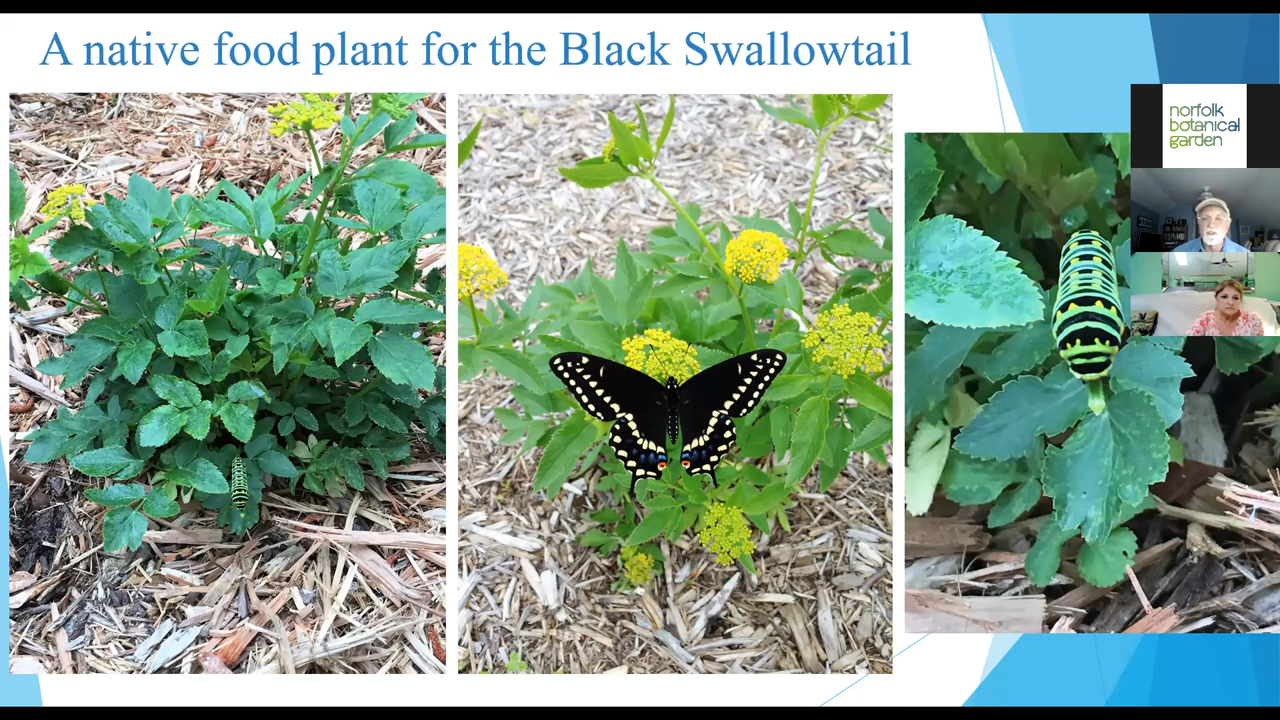 A native food plant for the Black Swallowtail
norfolk
botanical
garden